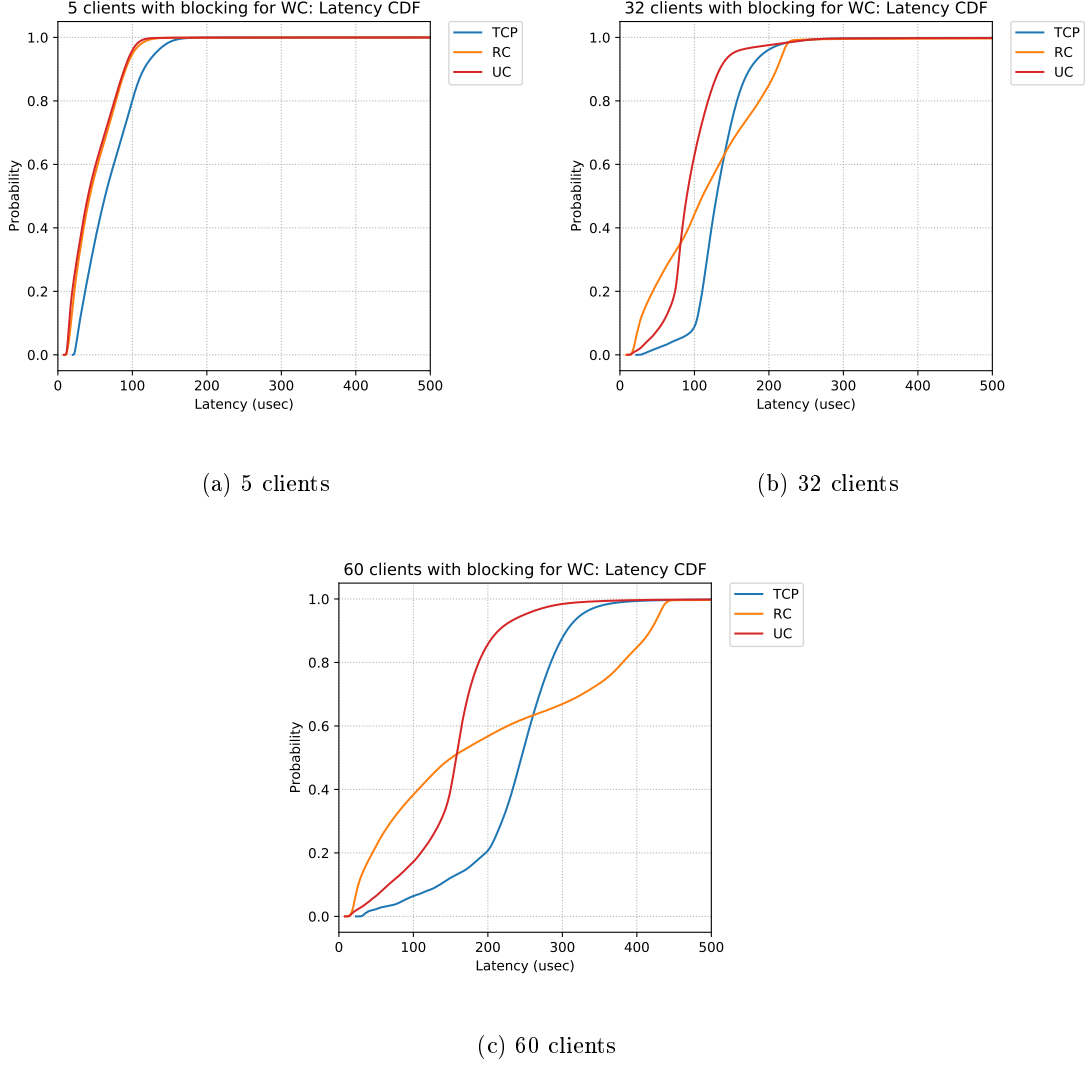 5 clients with blocking for WC: Latency CDF
1.0
0.8
0.6
0.4
0.2
0.0
Probability
0 100 200 300 400 500
Latency (usec)
TCP
RC
UC
(a) 5 clients
32 clients with blocking for WC: Latency CDF
1.0
0.8
0.6
0.4
0.2
0.0
Probability
0 100 200 300 400 500
Latency (usec)
TCP
RC
UC
(b) 32 clients
60 clients with blocking for WC: Latency CDF
1.0
0.8
0.6
0.4
0.2
0.0
Probability
0 100 200 300 400 500
Latency (usec)
TCP
RC
UC
(c) 60 clients